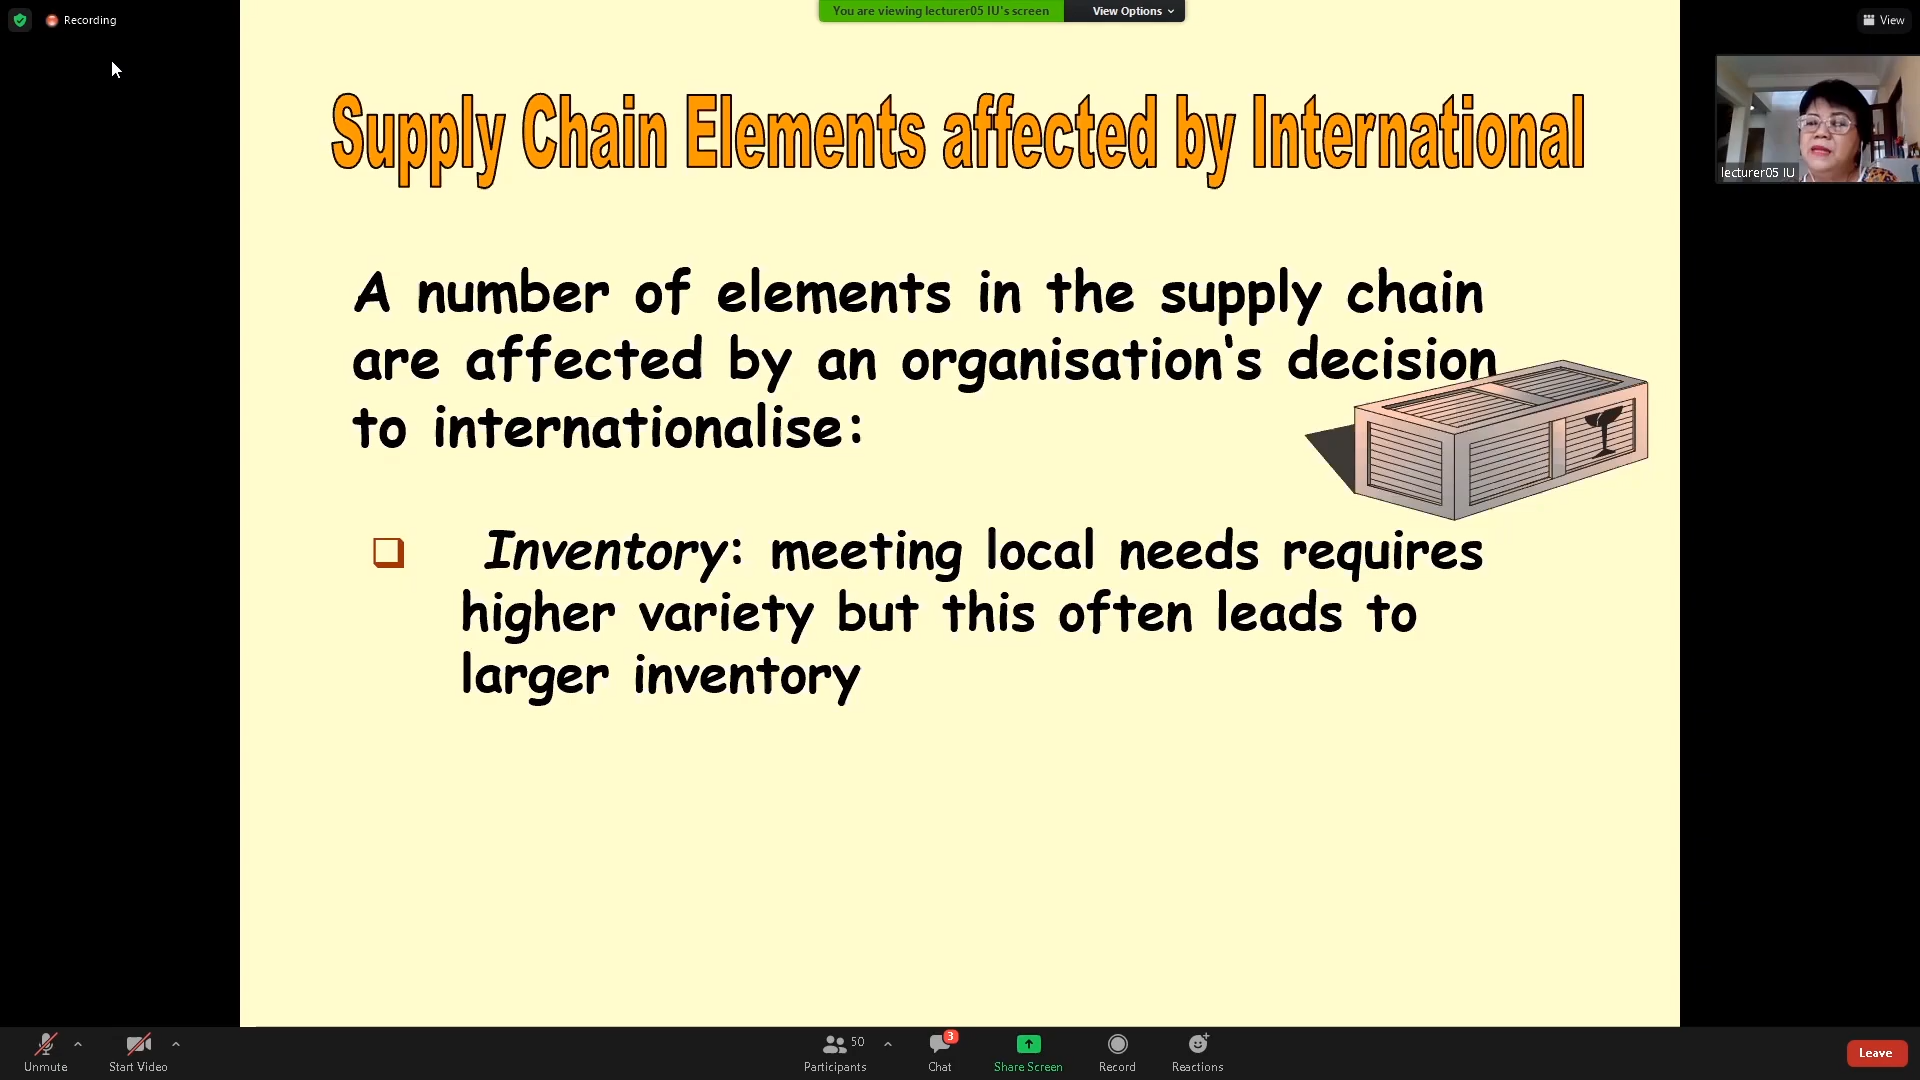 Recording
You are viewing lecturer05 IU's screen
View Options
View
lecturer05 IU
Supply Chain Elements affected by International
A number of elements in the supply chain
are affected by an organisation's decision
to internationalise:
Inventory: meeting local needs requires
higher variety but this often leads to
larger inventory
Unmute
Start Video
50
Participants
3
Chat
Share Screen
Record
Reactions
Leave